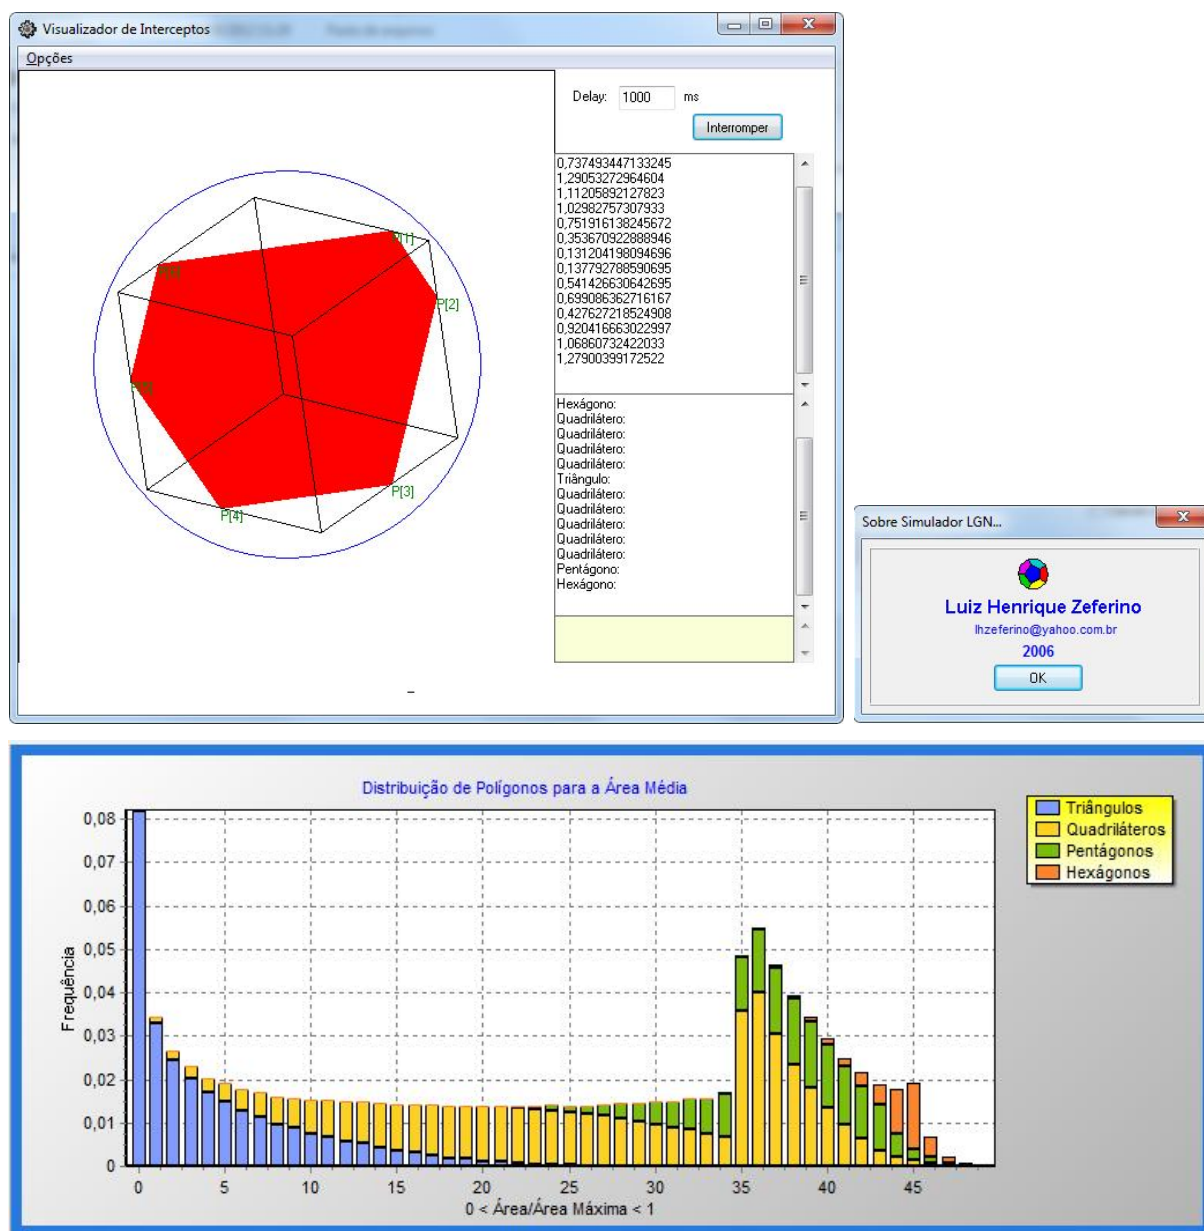 Visualizador de Interceptos
Opções
P[1]
P[2]
P[3]
P[4]
Delay: 1000 ms
Interromper
0,737493447133245
1,29053272964604
1,11205892127823
1,02982757307933
0,751916138245672
0,353670922888946
0,131204198094696
0,137792788590695
0,541426630642695
0,699086362716167
0,427627218524908
0,920416663022997
1,06860732422033
1,27900399172522
Hexágono:
Quadrilátero:
Quadrilátero:
Quadrilátero:
Quadrilátero:
Triângulo:
Quadrilátero:
Quadrilátero:
Quadrilátero:
Quadrilátero:
Quadrilátero:
Pentágono:
Hexágono:
Sobre Simulador LGN...
Luiz Henrique Zeferino
lhzeferino@yahoo.com.br
2006
OK
Distribuição de Polígonos para a Área Média
Frequência
0,08
0,07
0,06
0,05
0,04
0,03
0,02
0,01
0
0 5 10 15 20 25 30 35 40 45
0 < Área/Área Máxima < 1
Triângulos
Quadriláteros
Pentágonos
Hexágonos